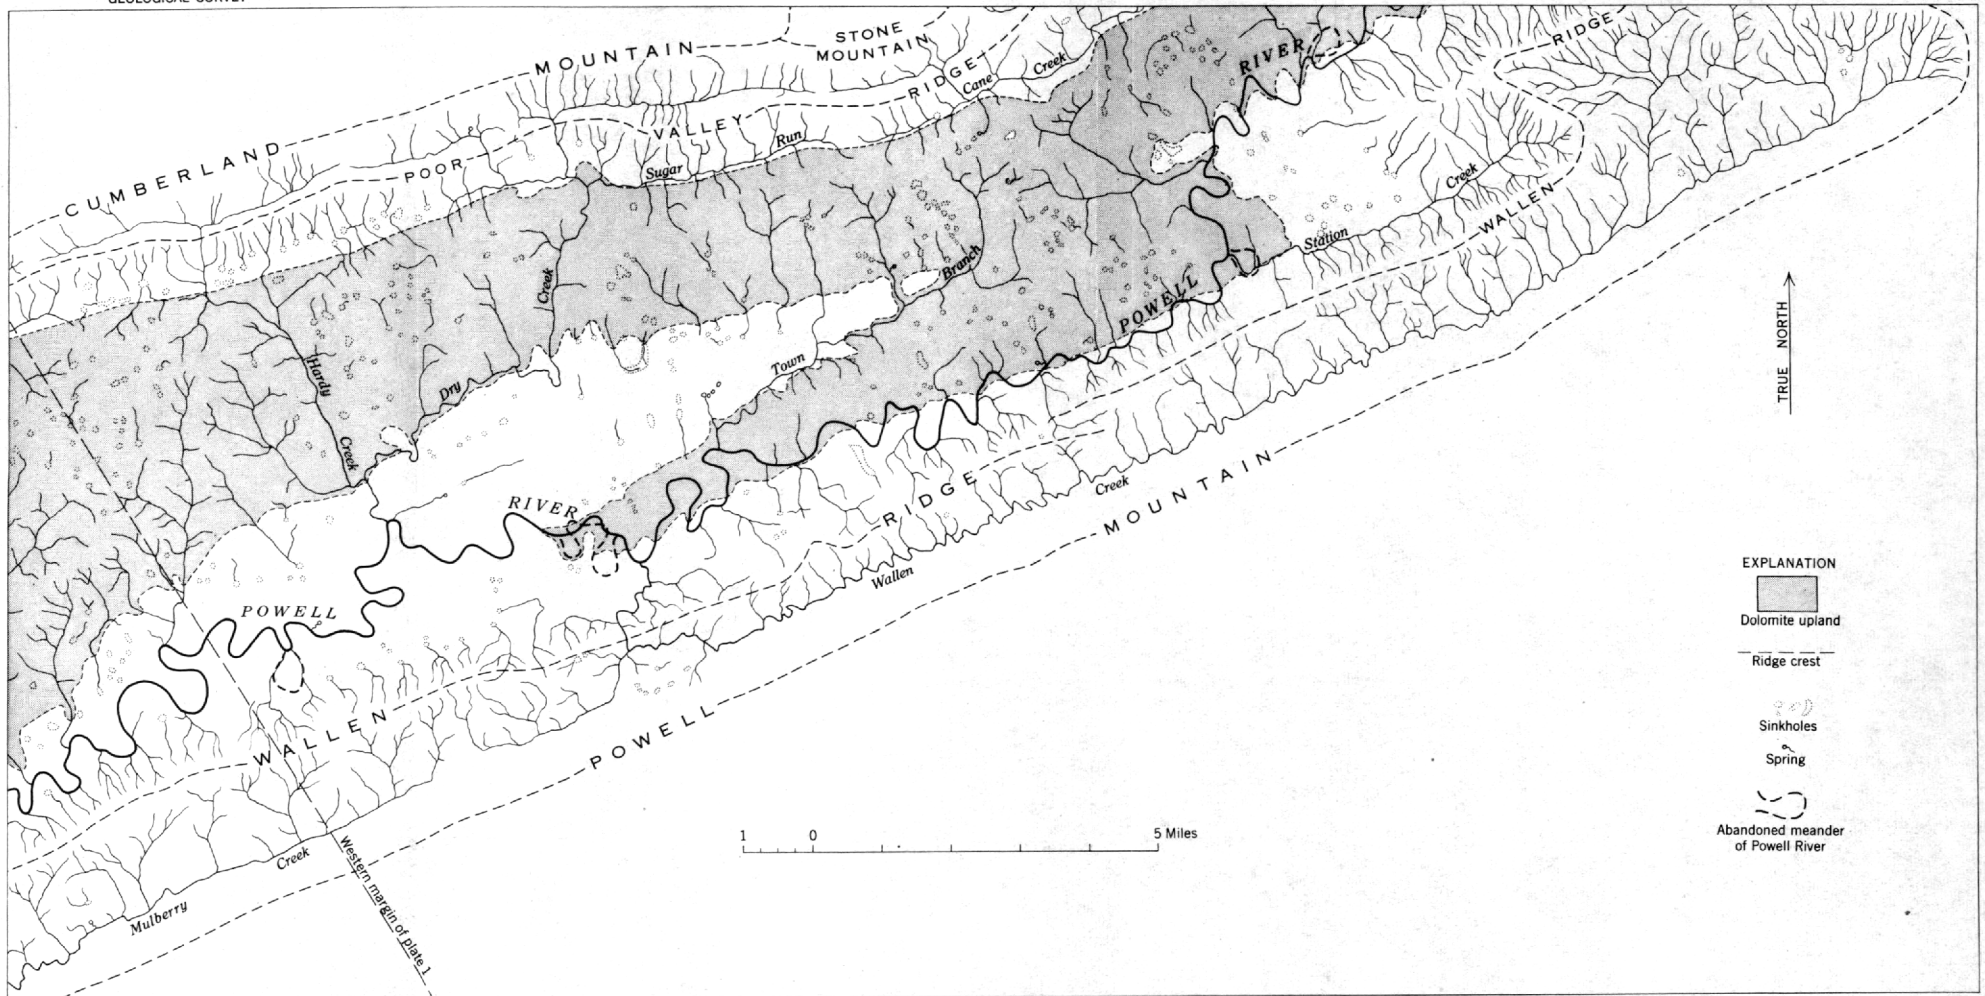 GEOLOGICAL SURVEY
STONE
MOUNTAIN
CUMBERLAND MOUNTAIN
POOR VALLEY RIDGE
Cane Creek
Sugar Run
RIVER
RIDGE
Creek
WALLEN
Station
Branch
POWELL
Creek
Hardy
Creek
Dry
Town
RIVER
RIDGE
Creek
MOUNTAIN
Wallen
POWELL
WALLEN
POWELL
Creek
Mulberry
Western margin of plate 1
TRUE NORTH
1 0 5 Miles
EXPLANATION
Dolomite upland
Ridge crest
Sinkholes
Spring
Abandoned meander
of Powell River